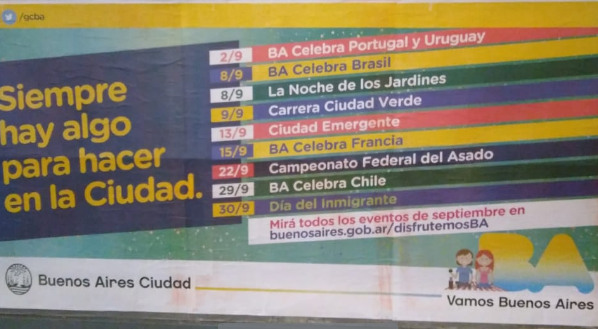 /gcba
Siempre
hay algo
para hacer
en la Ciudad.
2/9 BA Celebra Portugal y Uruguay
8/9 BA Celebra Brasil
8/9 La Noche de los Jardines
9/9 Carrera Ciudad Verde
13/9 Ciudad Emergente
15/9 BA Celebra Francia
22/9 Campeonato Federal del Asado
29/9 BA Celebra Chile
30/9 Día del Inmigrante
Mirá todos los eventos de septiembre en
buenosaires.gob.ar/disfrutemosBA
Buenos Aires Ciudad
BA
Vamos Buenos Aires